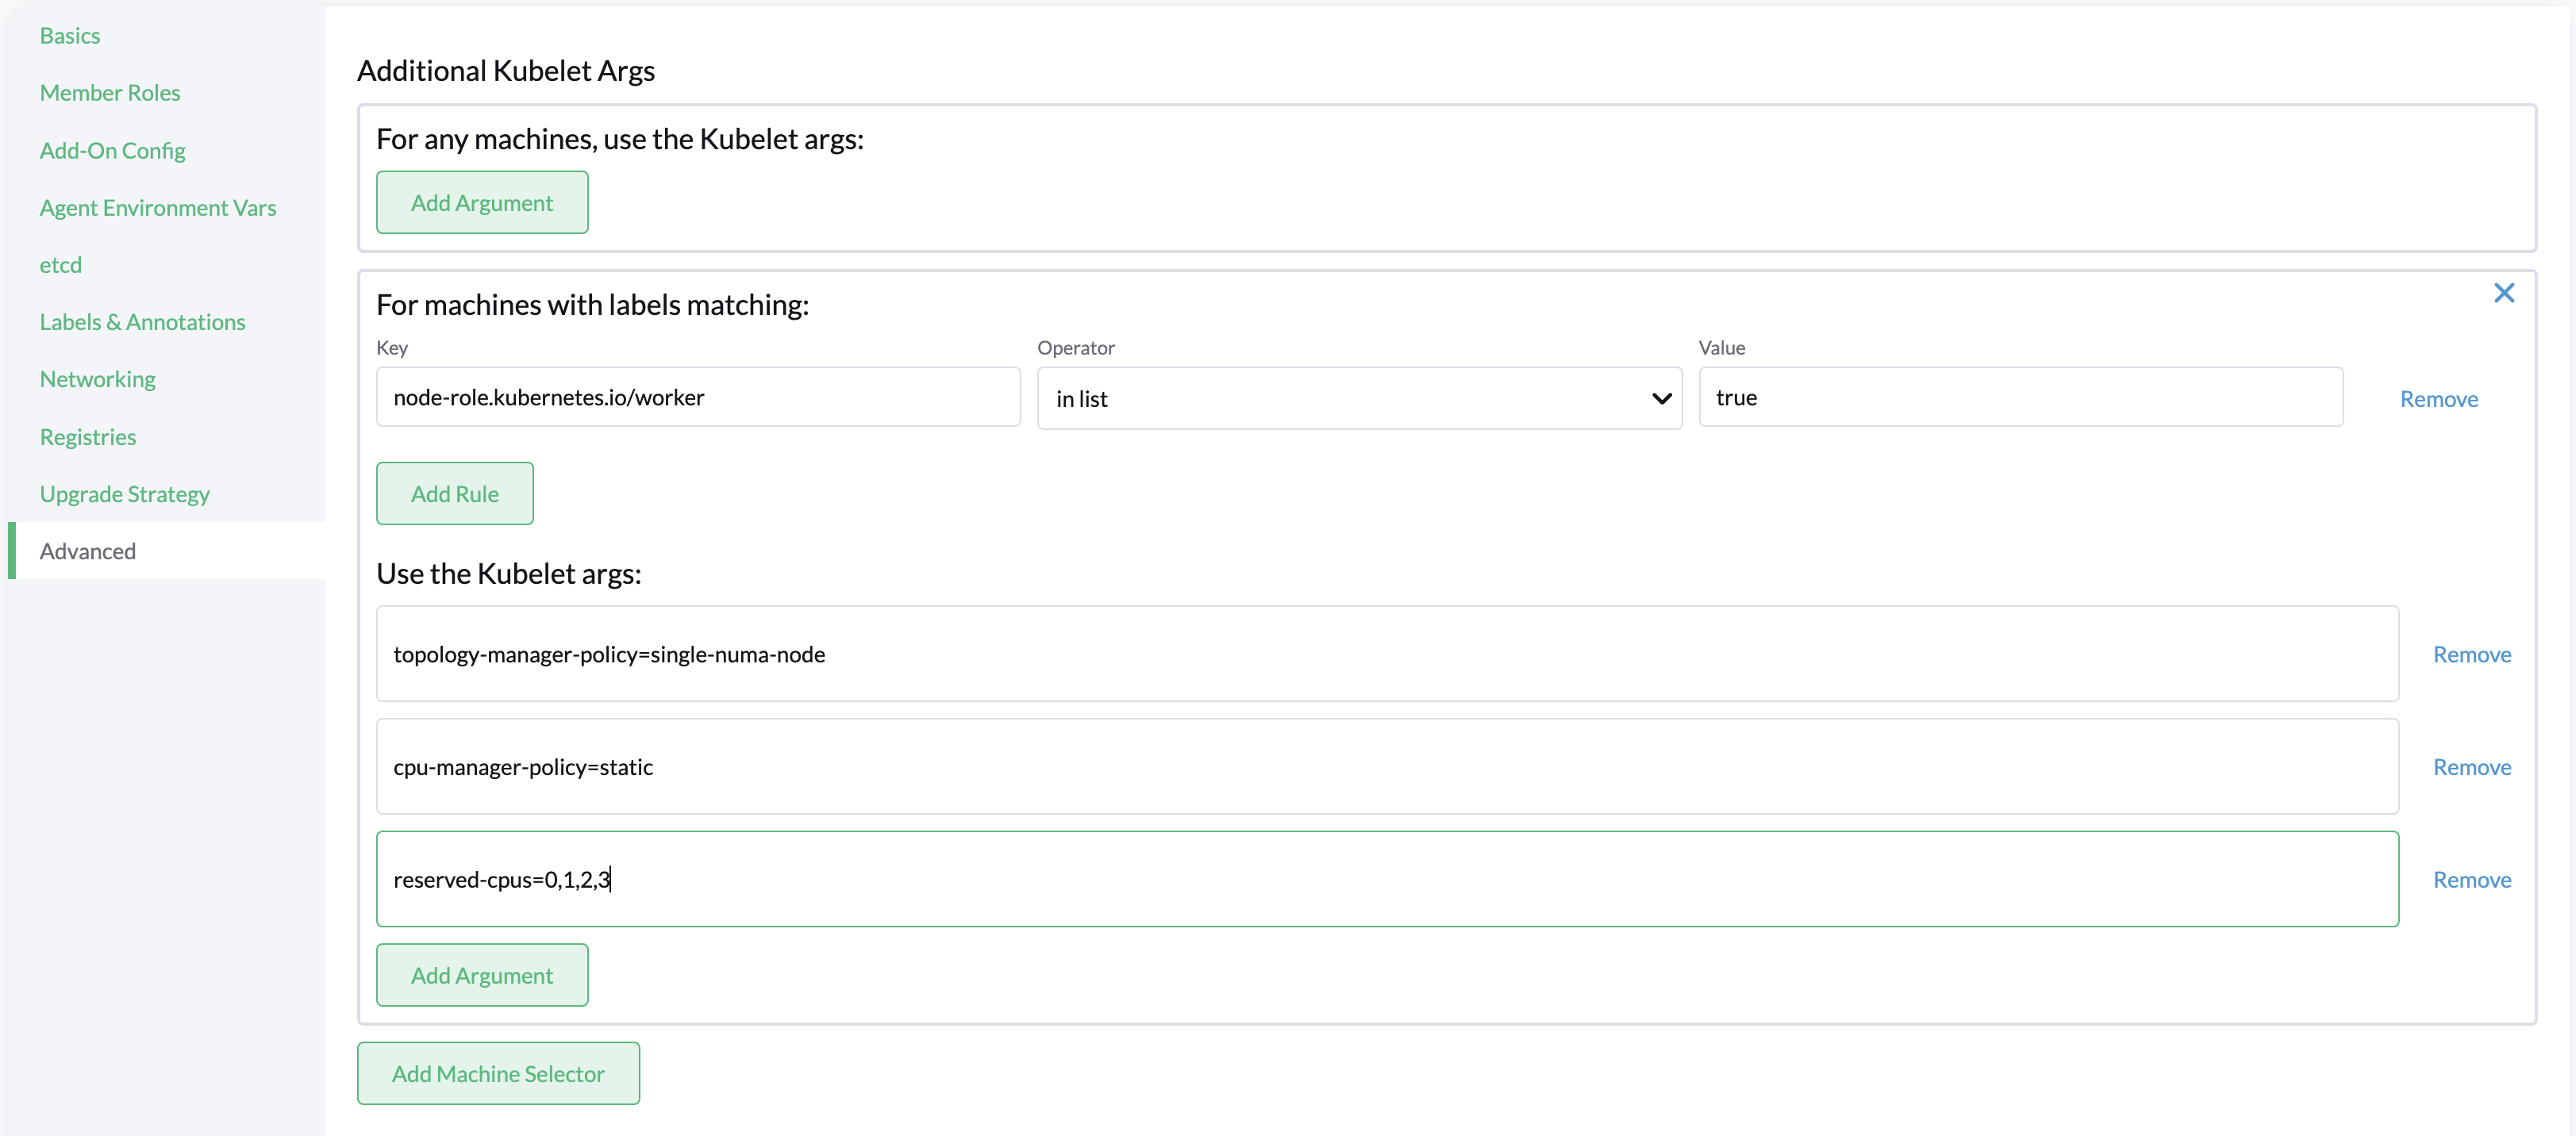 Basics
Member Roles
Add-On Config
Agent Environment Vars
etcd
Labels & Annotations
Networking
Registries
Upgrade Strategy
Advanced
Additional Kubelet Args
For any machines, use the Kubelet args:
Add Argument
For machines with labels matching:
Key Operator Value
node-role.kubernetes.io/worker in list true Remove
Add Rule
Use the Kubelet args:
topology-manager-policy=single-numa-node Remove
cpu-manager-policy=static Remove
reserved-cpus=0,1,2,3 Remove
Add Argument
Add Machine Selector